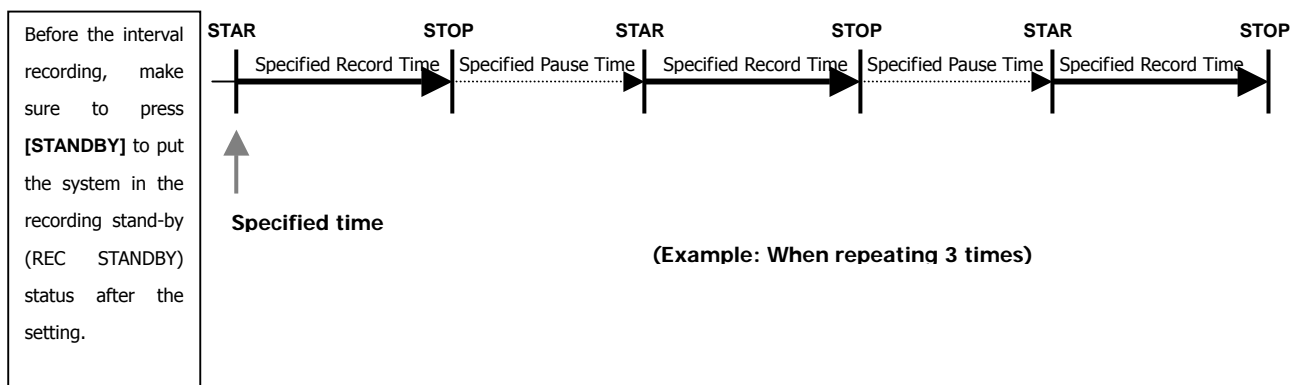 Before the interval
recording, make
sure to press
[STANDBY] to put
the system in the
recording stand-by
(REC STANDBY)
status after the
setting.
STAR STOP STAR STOP STAR STOP
Specified Record Time Specified Pause Time Specified Record Time Specified Pause Time Specified Record Time
Specified time
(Example: When repeating 3 times)